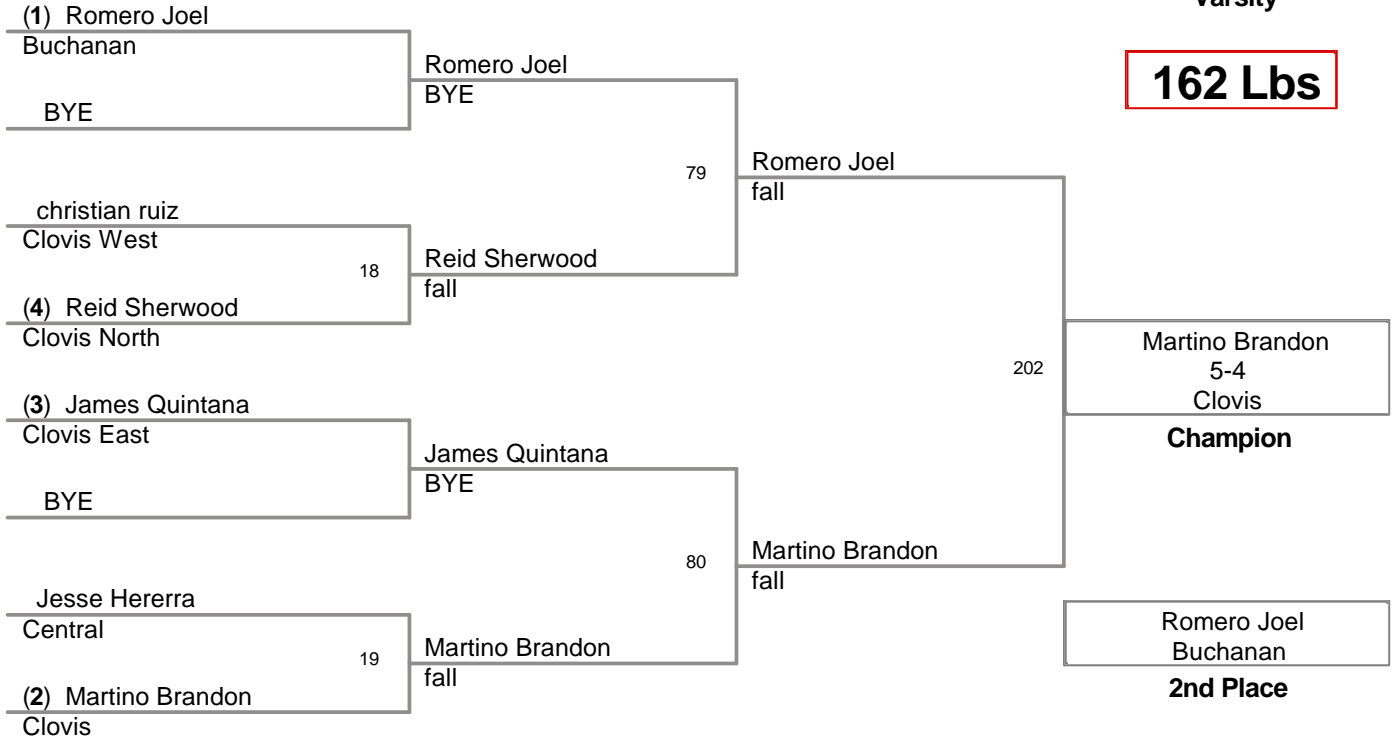 Varsity
162 Lbs
(1) Romero Joel
Buchanan
BYE
christian ruiz
Clovis West
18
(4) Reid Sherwood
Clovis North
(3) James Quintana
Clovis East
BYE
Jesse Hererra
Central
19
(2) Martino Brandon
Clovis
Romero Joel
BYE
79
Reid Sherwood
fall
James Quintana
BYE
80
Martino Brandon
fall
Romero Joel
fall
202
Martino Brandon
fall
Martino Brandon
5-4
Clovis
Champion
Romero Joel
Buchanan
2nd Place